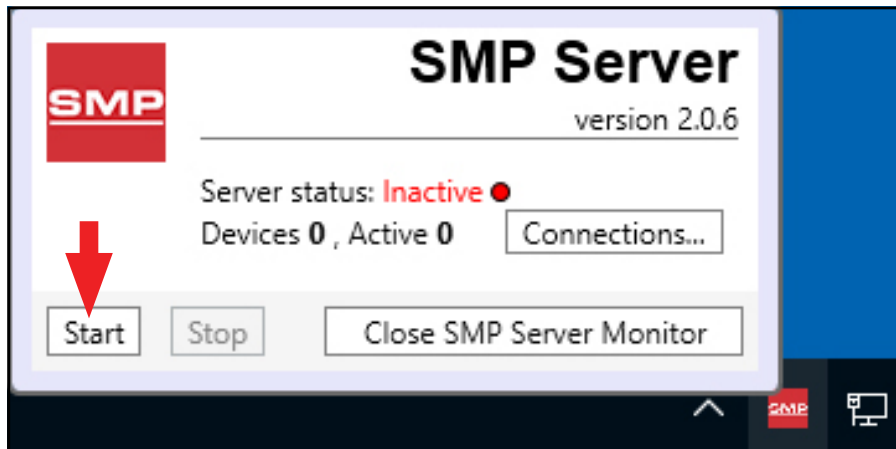 SMP Server
SMP
version 2.0.6
Server status: Inactive
Devices 0 , Active 0
Connections...
Start
Stop
Close SMP Server Monitor
SMP